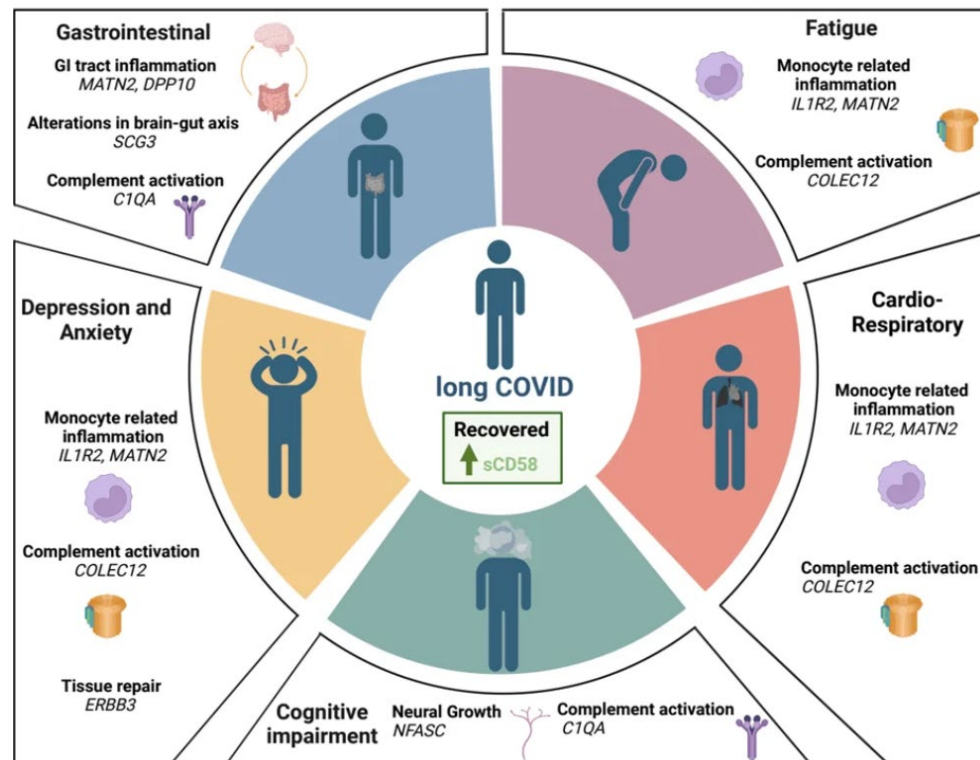 Gastrointestinal
GI tract inflammation
MATN2, DPP10
Alterations in brain-gut axis
SCG3
Complement activation
C1QA
Fatigue
Monocyte related
inflammation
IL1R2, MATN2
Complement activation
COLEC12
Depression and
Anxiety
Monocyte related
inflammation
IL1R2, MATN2
Complement activation
COLEC12
Tissue repair
ERBB3
long COVID
Recovered
sCD58
Cardio-
Respiratory
Monocyte related
inflammation
IL1R2, MATN2
Complement activation
COLEC12
Cognitive
impairment
Neural Growth
NFASC
Complement activation
C1QA